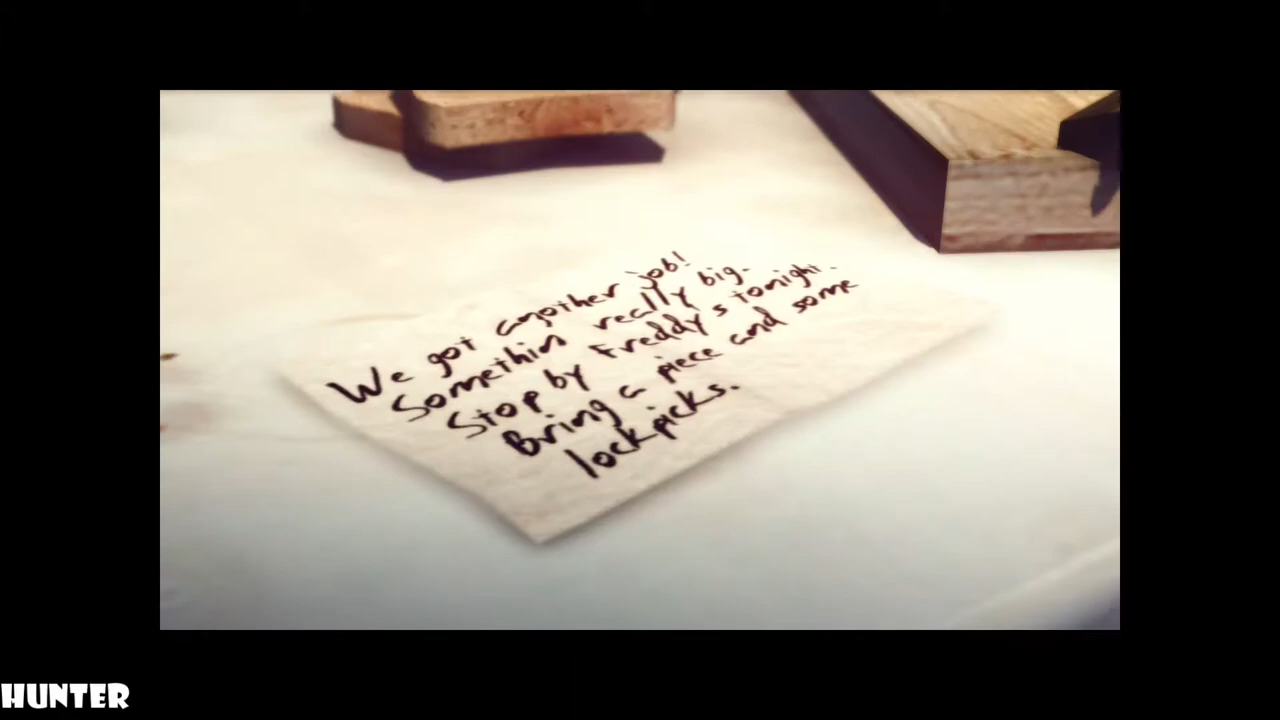 We got another job!
Somethin really big.
Stop by Freddy's tonight.
Bring a piece and some
lockpicks.
HUNTER